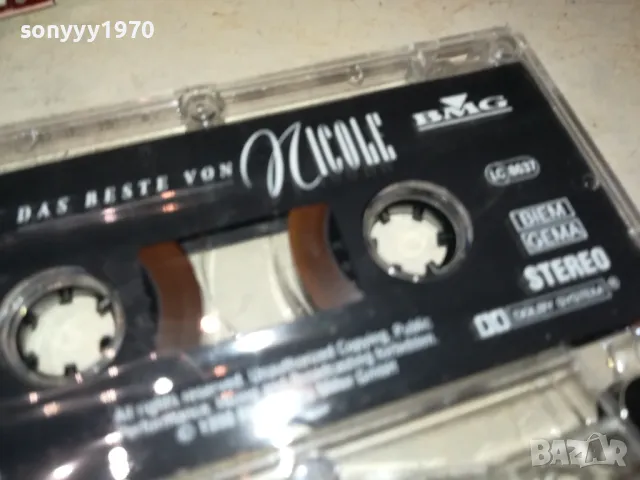 sonyyy1970
DAS BESTE VON NICOLE
BMG
LC 8637
BIEM
GEMA
STEREO
DOLBY SYSTEM
All rights reserved. Unauthorized Copying, Public
Performance,
BAZAR